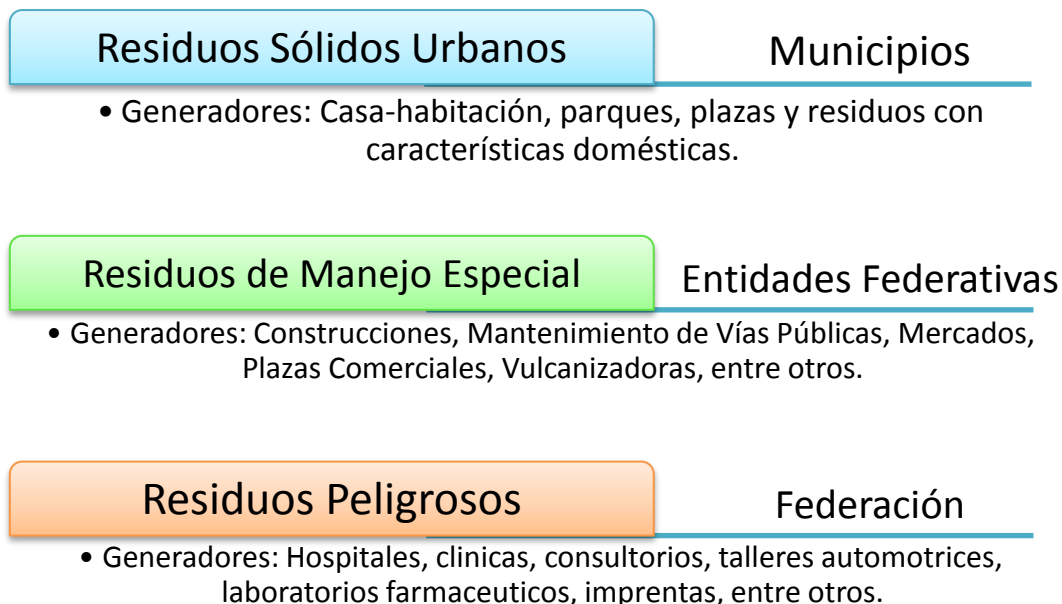 Residuos Sólidos Urbanos
Municipios
• Generadores: Casa-habitación, parques, plazas y residuos con
características domésticas.
Residuos de Manejo Especial
Entidades Federativas
• Generadores: Construcciones, Mantenimiento de Vías Públicas, Mercados,
Plazas Comerciales, Vulcanizadoras, entre otros.
Residuos Peligrosos
Federación
• Generadores: Hospitales, clinicas, consultorios, talleres automotrices,
laboratorios farmaceuticos, imprentas, entre otros.